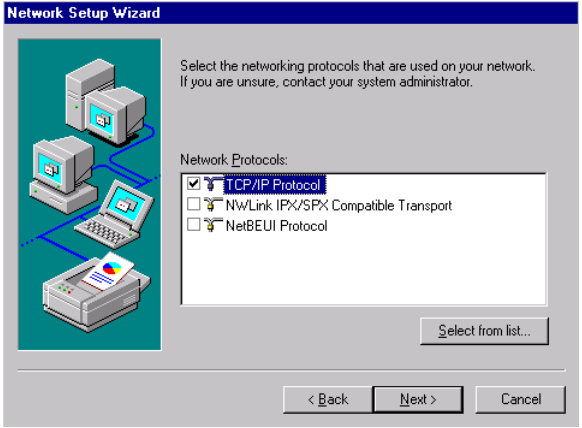 Network Setup Wizard
Select the networking protocols that are used on your network.
If you are unsure, contact your system administrator.
Network Protocols:
TCP/IP Protocol
NWLink IPX/SPX Compatible Transport
NetBEUI Protocol
Select from list...
< Back
Next >
Cancel